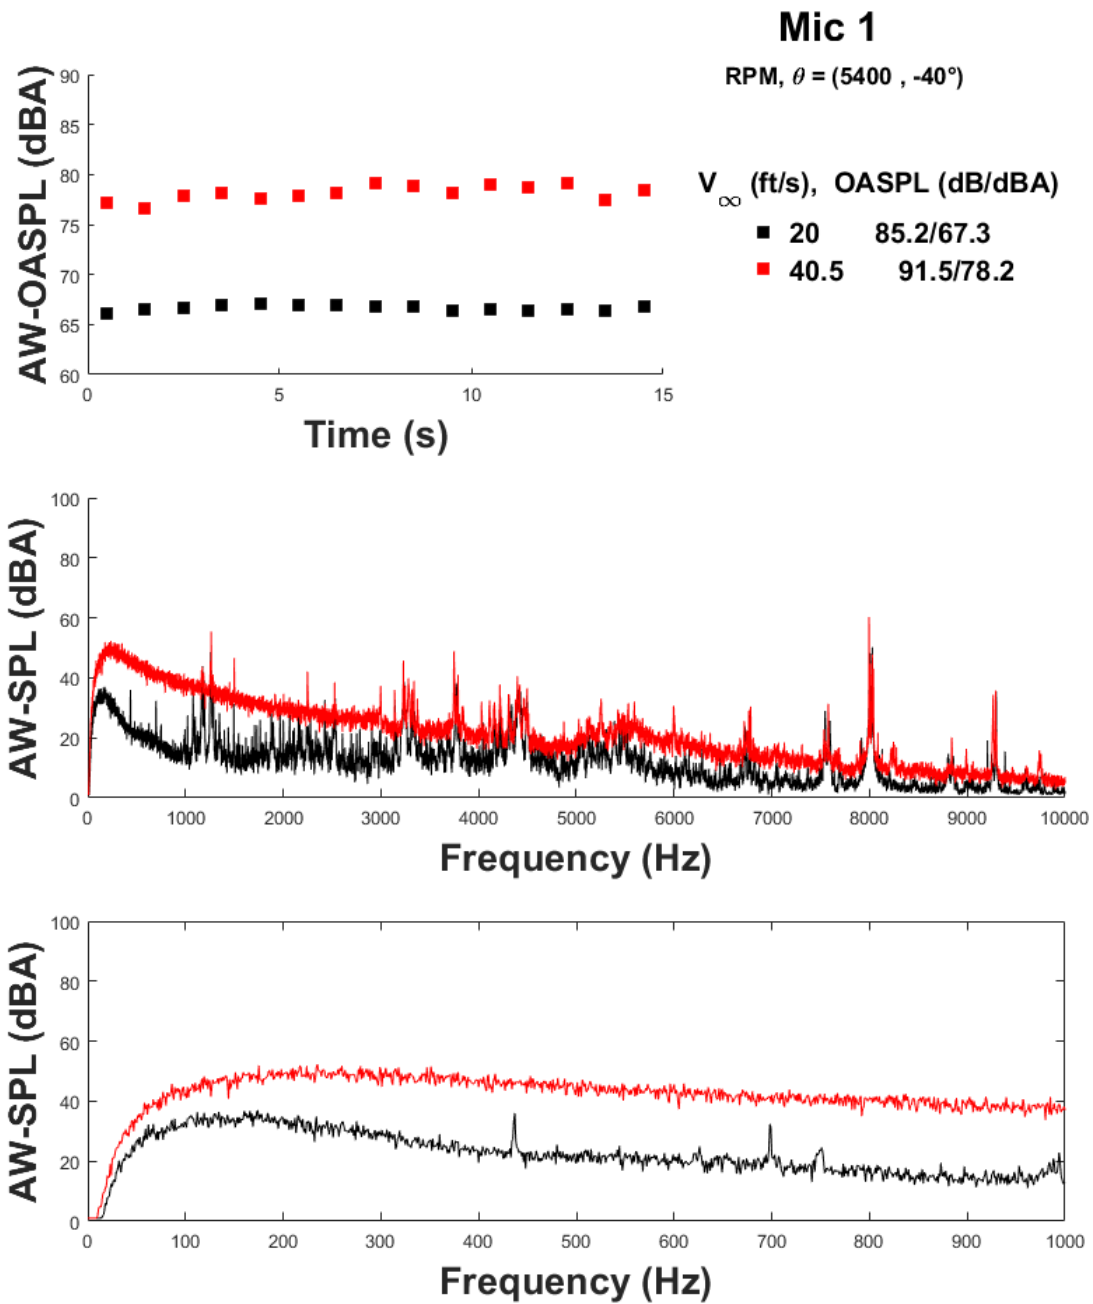 Mic 1
RPM, θ = (5400 , -40°)
V∞ (ft/s), OASPL (dB/dBA)
20 85.2/67.3
40.5 91.5/78.2
AW-OASPL (dBA)
90
85
80
75
70
65
60
0 5 10 15
Time (s)
AW-SPL (dBA)
100
80
60
40
20
0
0 1000 2000 3000 4000 5000 6000 7000 8000 9000 10000
Frequency (Hz)
AW-SPL (dBA)
100
80
60
40
20
0
0 100 200 300 400 500 600 700 800 900 1000
Frequency (Hz)